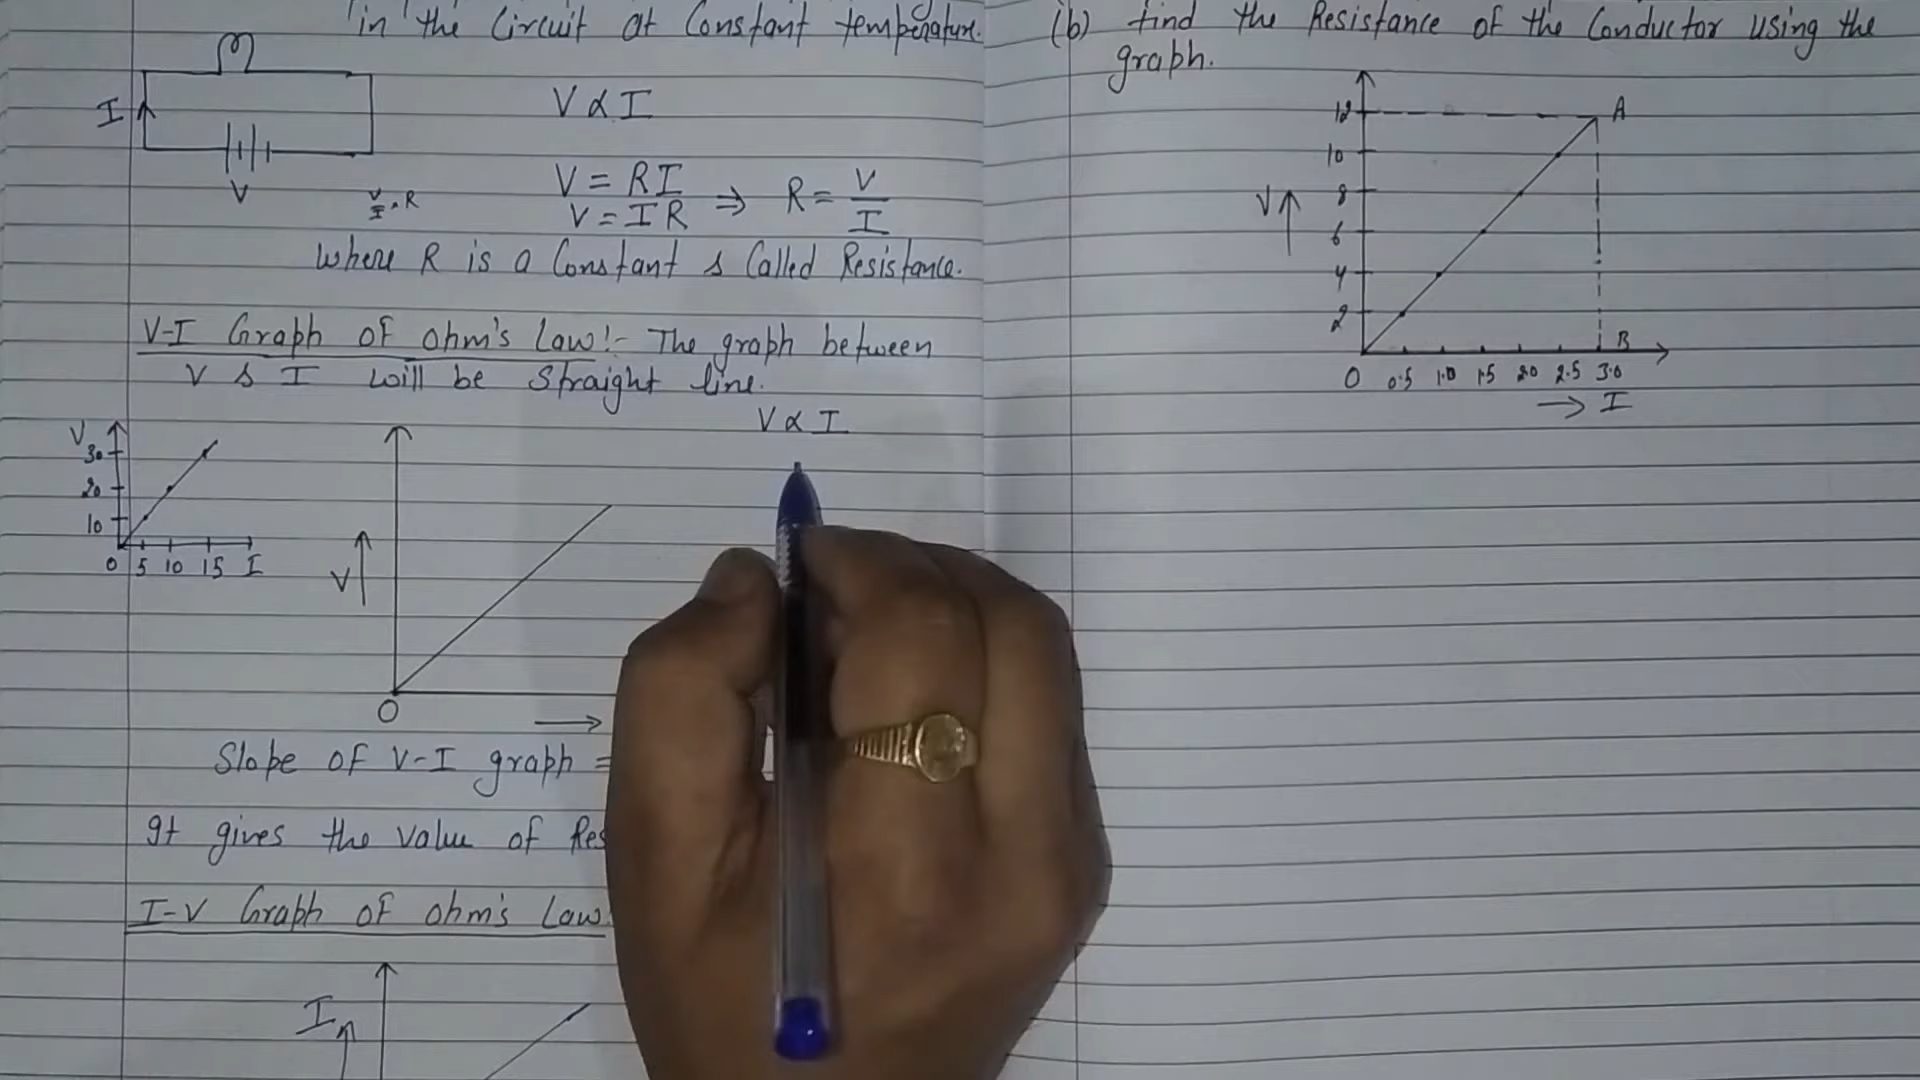 in the Circuit at Constant temperature.
I
V
V ∝ I
V = RI
V = IR ⇒ R = V/I
V/I = R
where R is a Constant & Called Resistance.
V-I Graph OF Ohm's Law:- The graph between
V & I will be Straight line.
V ∝ I
V
30
20
10
0 5 10 15 I
V
O
Slope OF V-I graph =
It gives the value of Res
I-V Graph OF Ohm's Law
I
(b) find the Resistance of the Conductor using the
graph.
12
A
10
8
V
6
4
2
B
0 0.5 1.0 1.5 2.0 2.5 3.0
→ I